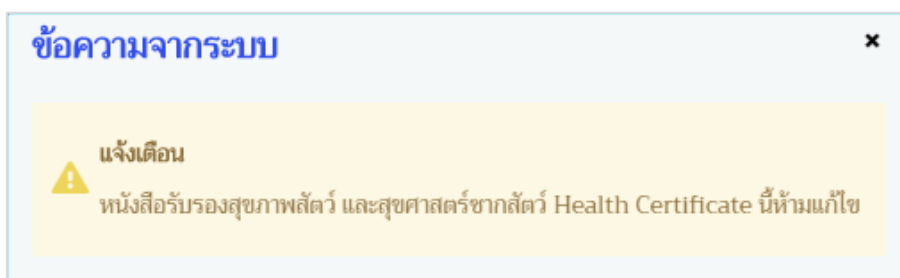 ข้อความจากระบบ
แจ้งเตือน
หนังสือรับรองสุขภาพสัตว์ และสุขศาสตร์ซากสัตว์ Health Certificate นี้ห้ามแก้ไข